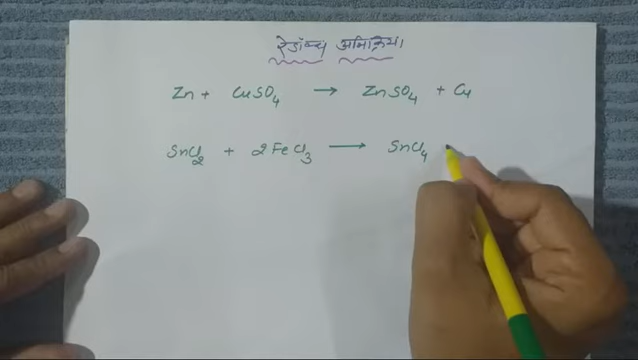 रेडॉक्स अभिक्रिया
Zn + CuSO4 → ZnSO4 + Cu
SnCl2 + 2FeCl3 → SnCl4